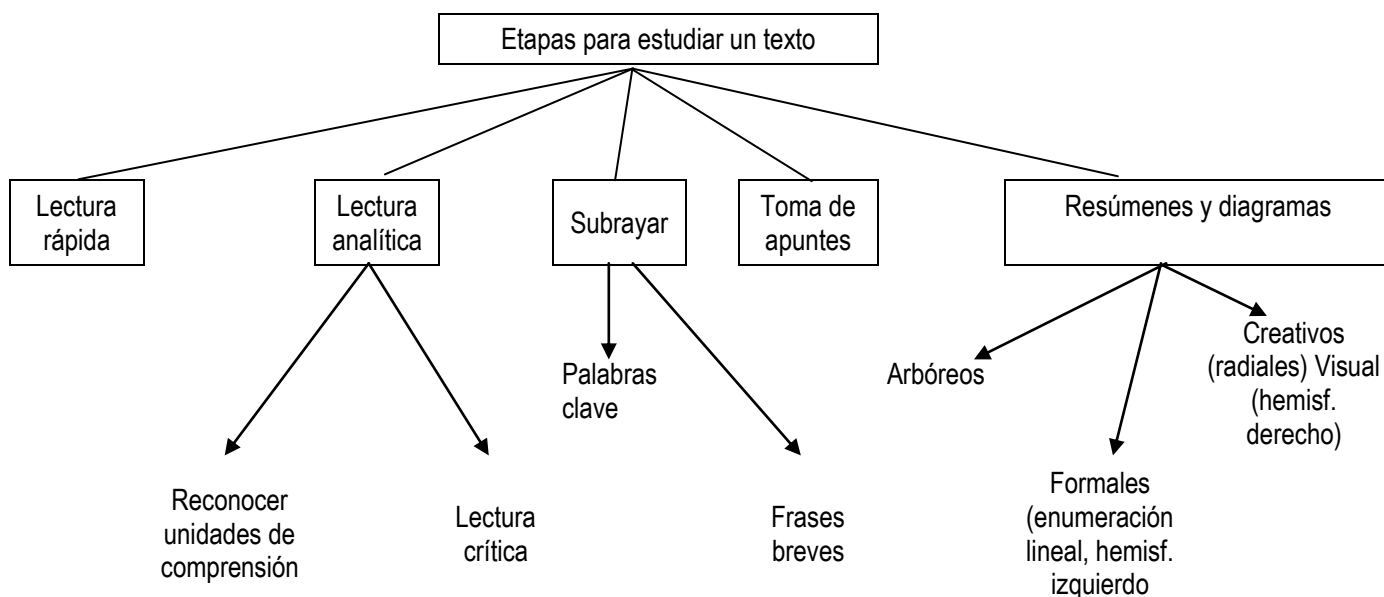 Etapas para estudiar un texto
Lectura
rápida
Lectura
analítica
Subrayar
Toma de
apuntes
Resúmenes y diagramas
Palabras
clave
Arbóreos
Creativos
(radiales) Visual
(hemisf.
derecho)
Reconocer
unidades de
comprensión
Lectura
crítica
Frases
breves
Formales
(enumeración
lineal, hemisf.
izquierdo